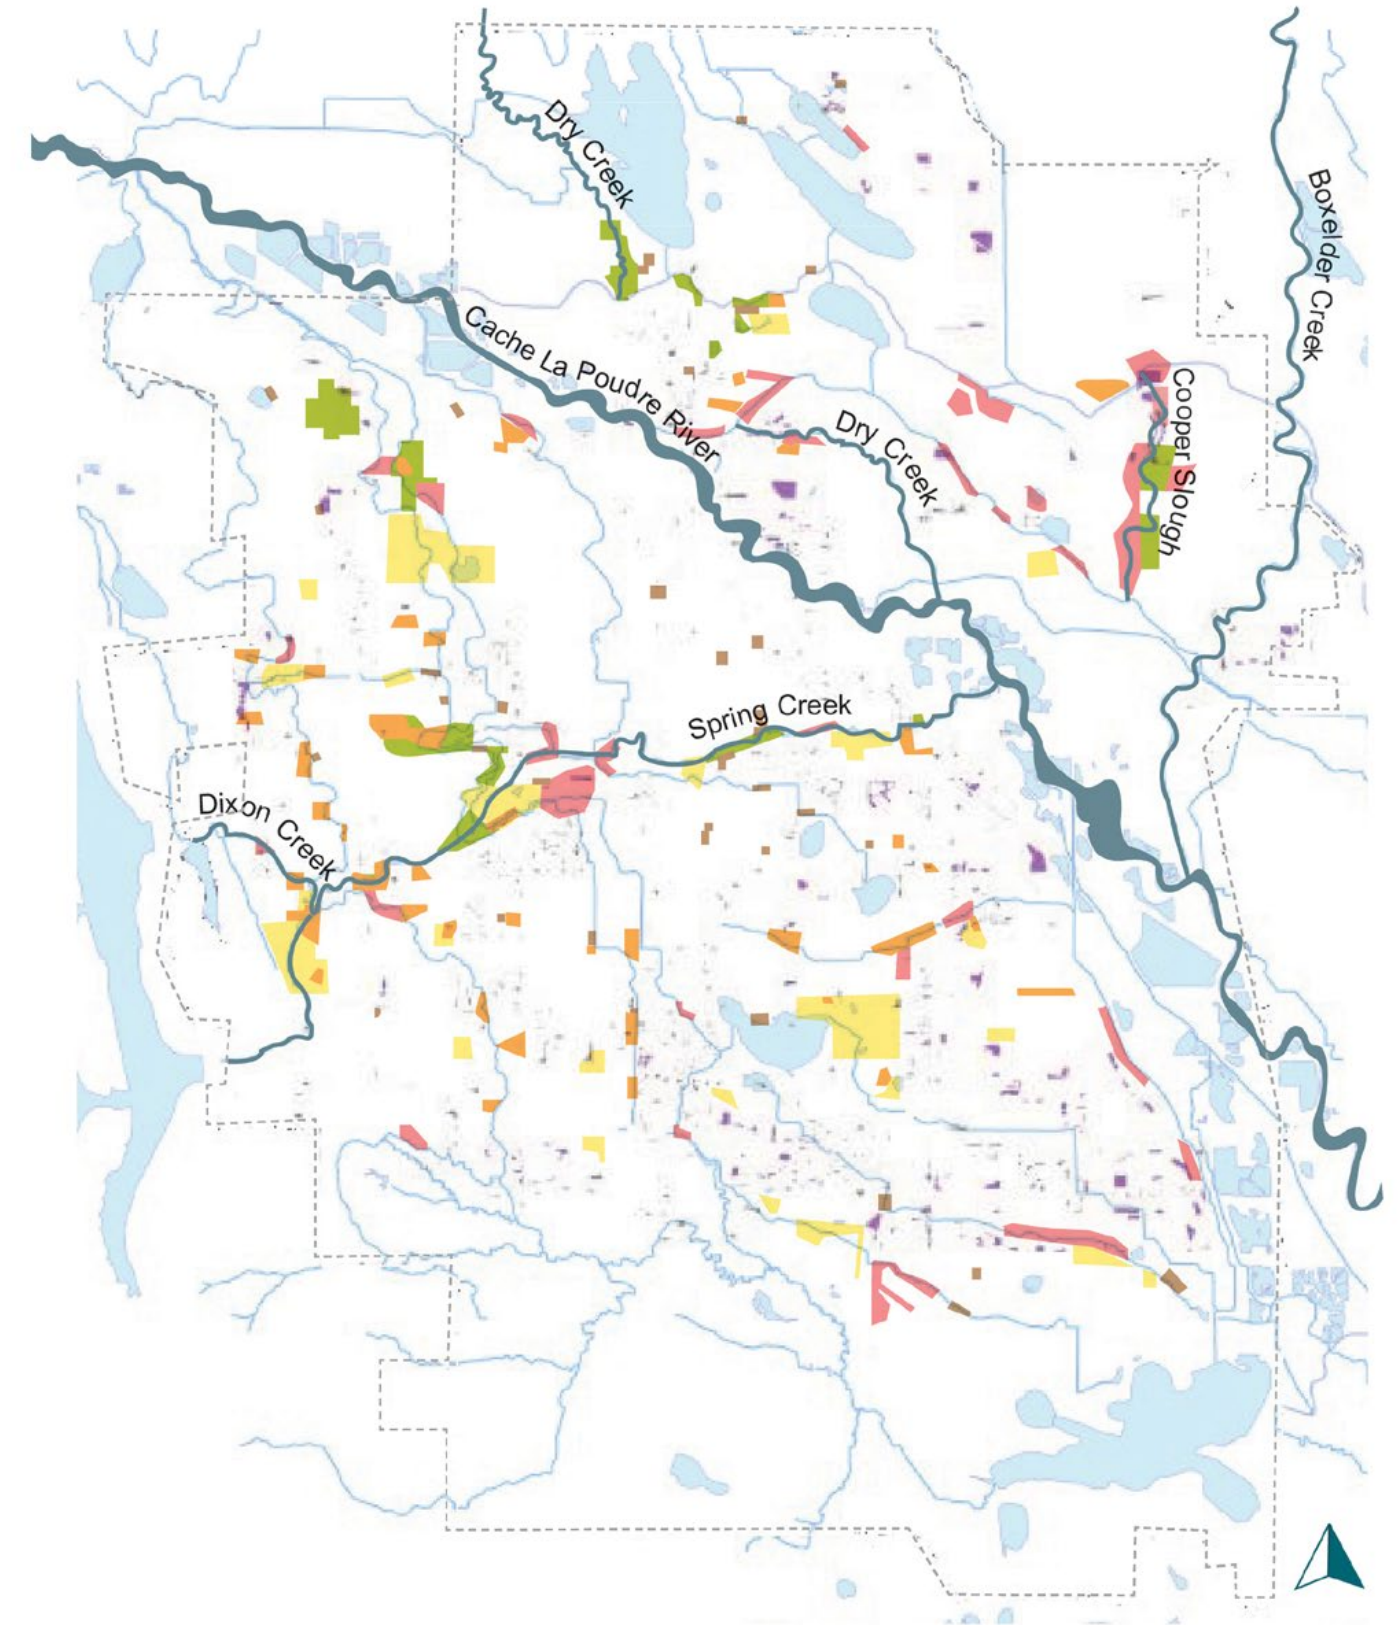 Dry Creek
Boxelder Creek
Cache La Poudre River
Cooper Slough
Dry Creek
Spring Creek
Dixon Creek